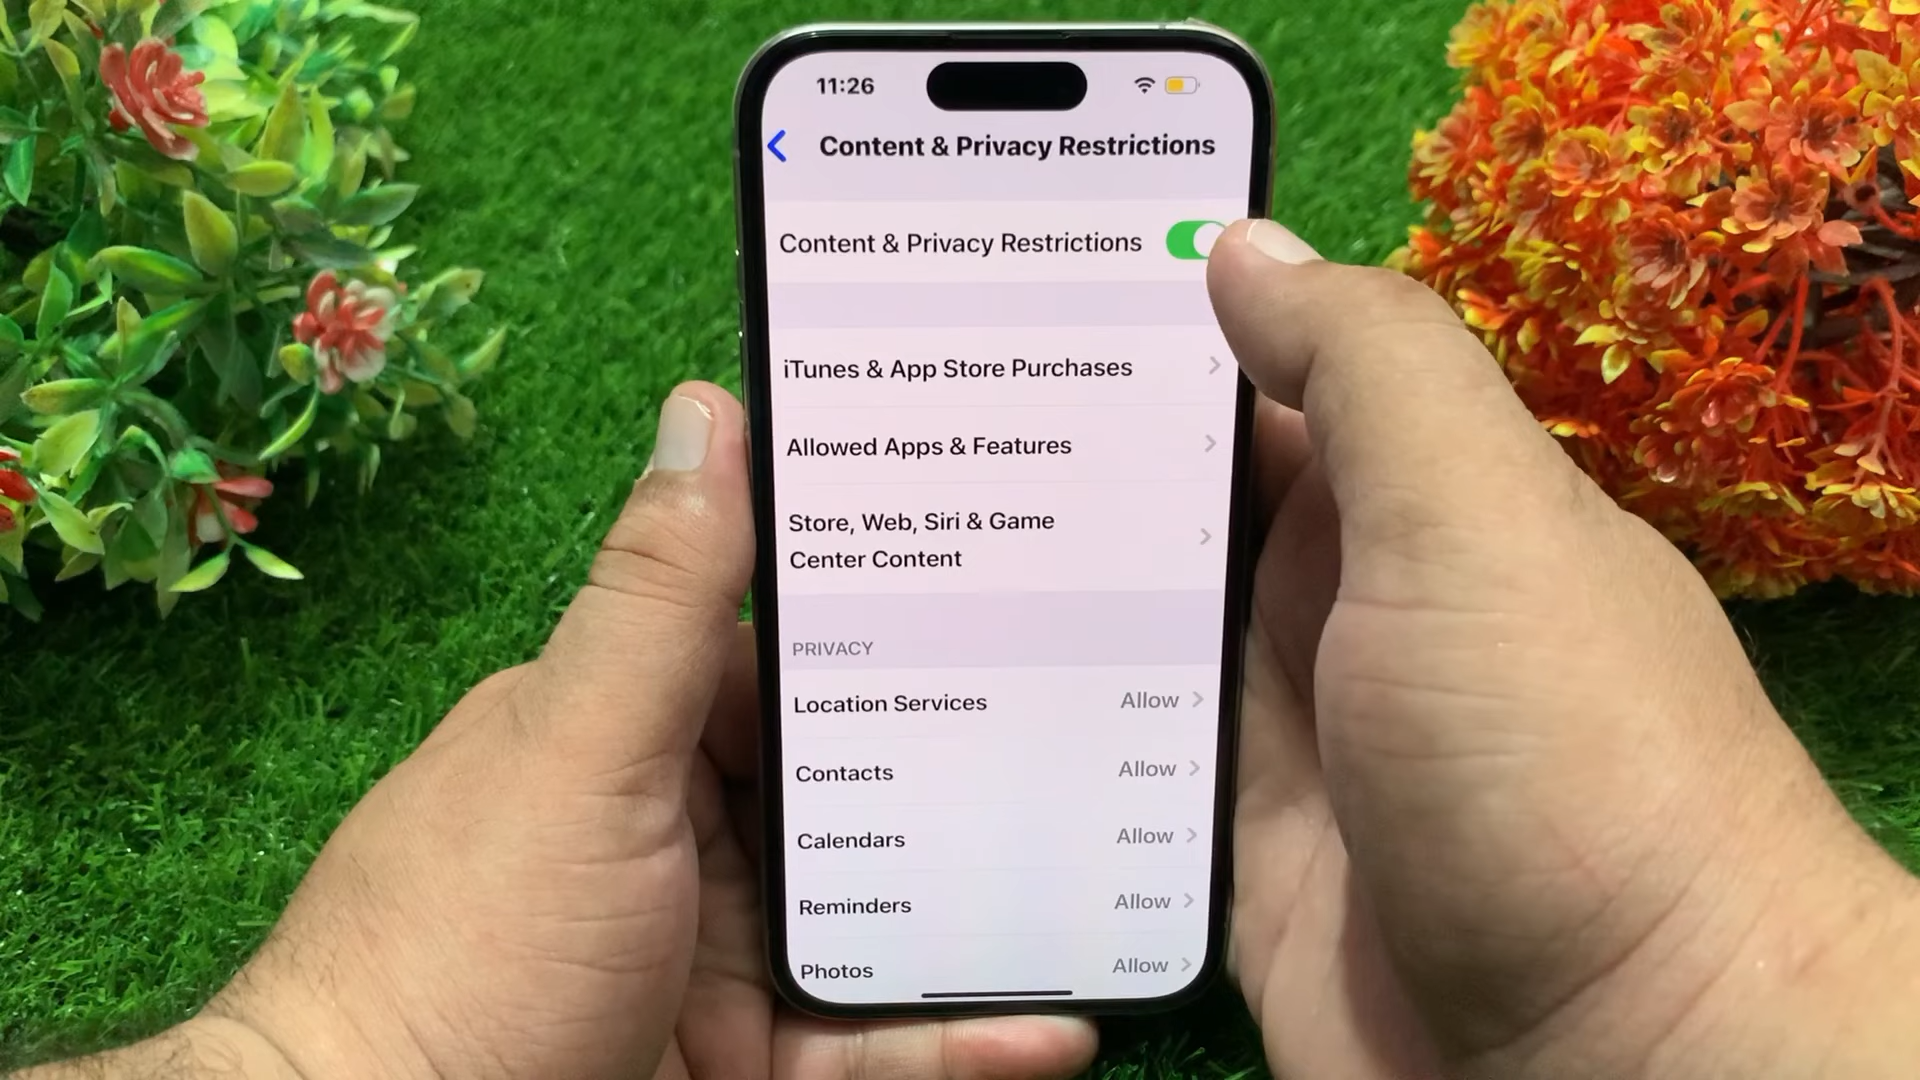 11:26
Content & Privacy Restrictions
Content & Privacy Restrictions
iTunes & App Store Purchases
Allowed Apps & Features
Store, Web, Siri & Game
Center Content
PRIVACY
Location Services Allow
Contacts Allow
Calendars Allow
Reminders Allow
Photos Allow